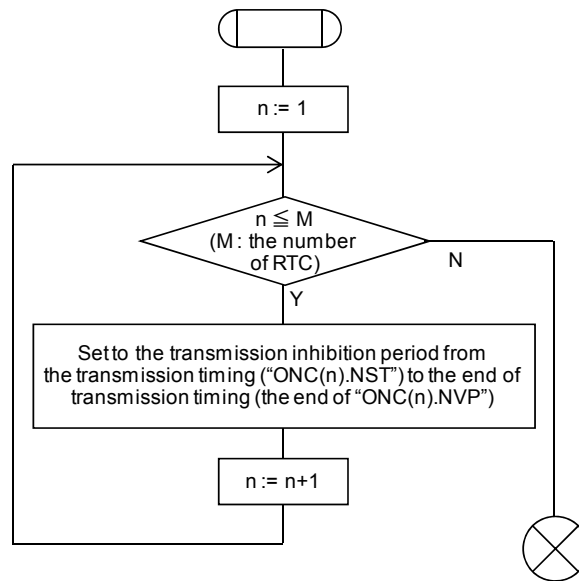 n := 1
n ≦ M
(M : the number
of RTC)
N
Y
Set to the transmission inhibition period from
the transmission timing (“ONC(n).NST”) to the end of
transmission timing (the end of “ONC(n).NVP”)
n := n+1